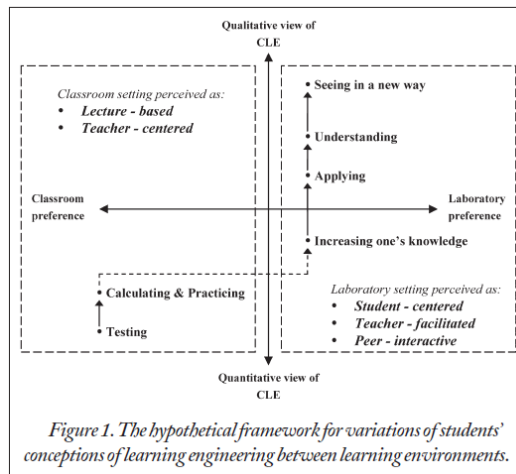 Qualitative view of
CLE
Classroom setting perceived as:
• Lecture - based
• Teacher - centered
Seeing in a new way
Understanding
Applying
Classroom
preference
Laboratory
preference
Increasing one's knowledge
Calculating & Practicing
Testing
Laboratory setting perceived as:
• Student - centered
• Teacher - facilitated
• Peer - interactive
Quantitative view of
CLE
Figure 1. The hypothetical framework for variations of students'
conceptions of learning engineering between learning environments.